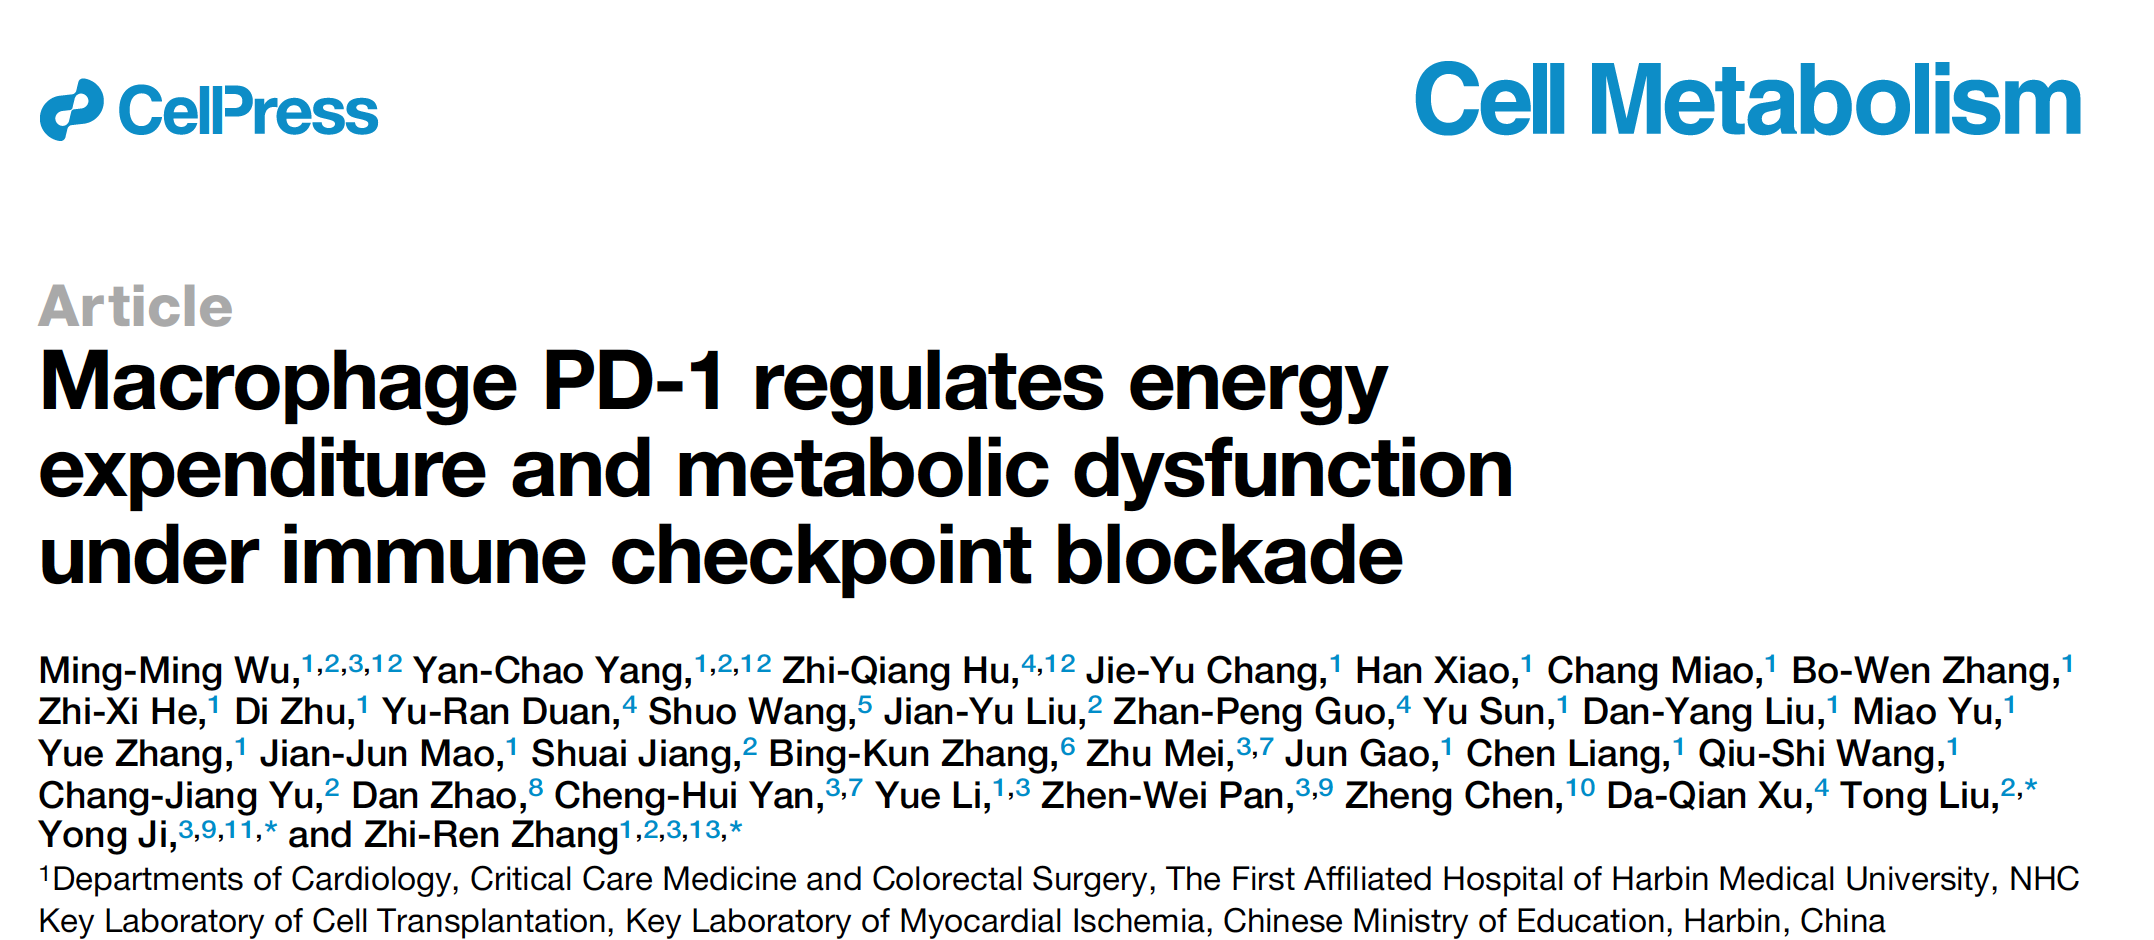 CellPress
Cell Metabolism
Article
Macrophage PD-1 regulates energy
expenditure and metabolic dysfunction
under immune checkpoint blockade
Ming-Ming Wu,1,2,3,12 Yan-Chao Yang,1,2,12 Zhi-Qiang Hu,4,12 Jie-Yu Chang,1 Han Xiao,1 Chang Miao,1 Bo-Wen Zhang,1
Zhi-Xi He,1 Di Zhu,1 Yu-Ran Duan,4 Shuo Wang,5 Jian-Yu Liu,2 Zhan-Peng Guo,4 Yu Sun,1 Dan-Yang Liu,1 Miao Yu,1
Yue Zhang,1 Jian-Jun Mao,1 Shuai Jiang,2 Bing-Kun Zhang,6 Zhu Mei,3,7 Jun Gao,1 Chen Liang,1 Qiu-Shi Wang,1
Chang-Jiang Yu,2 Dan Zhao,8 Cheng-Hui Yan,3,7 Yue Li,1,3 Zhen-Wei Pan,3,9 Zheng Chen,10 Da-Qian Xu,4 Tong Liu,2,*
Yong Ji,3,9,11,* and Zhi-Ren Zhang1,2,3,13,*
1Departments of Cardiology, Critical Care Medicine and Colorectal Surgery, The First Affiliated Hospital of Harbin Medical University, NHC
Key Laboratory of Cell Transplantation, Key Laboratory of Myocardial Ischemia, Chinese Ministry of Education, Harbin, China